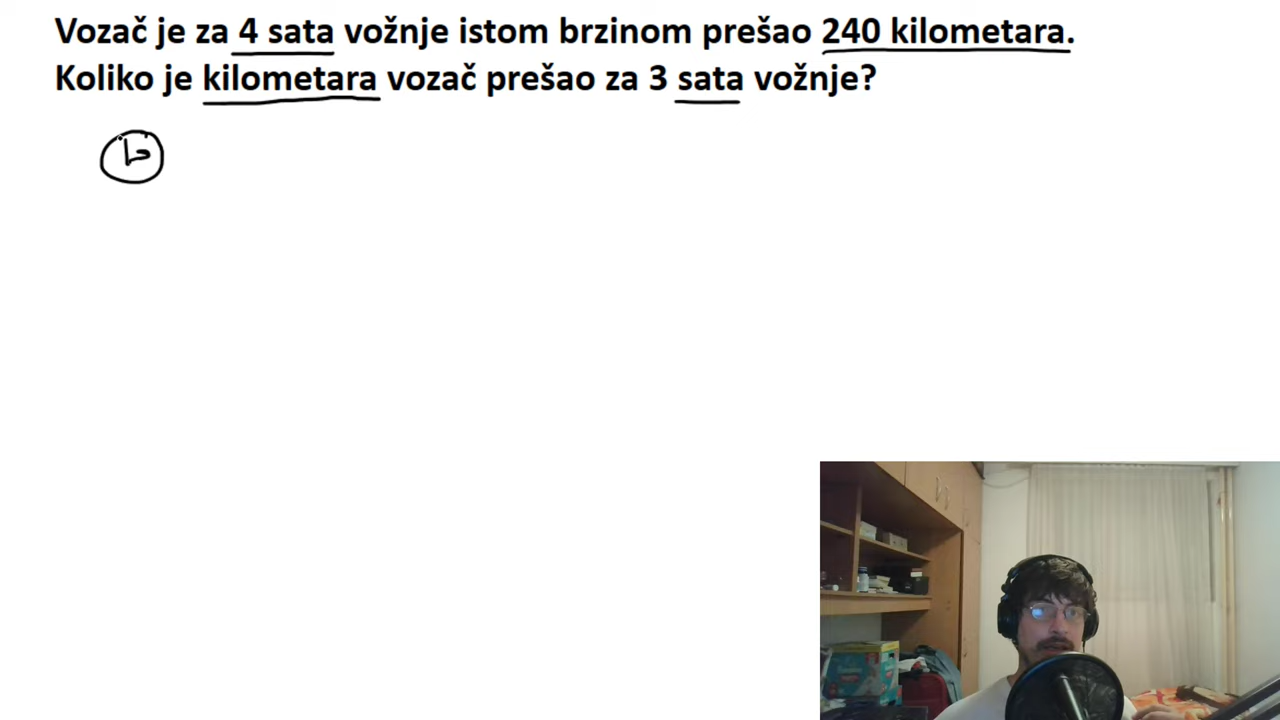 Vozač je za 4 sata vožnje istom brzinom prešao 240 kilometara.
Koliko je kilometara vozač prešao za 3 sata vožnje?